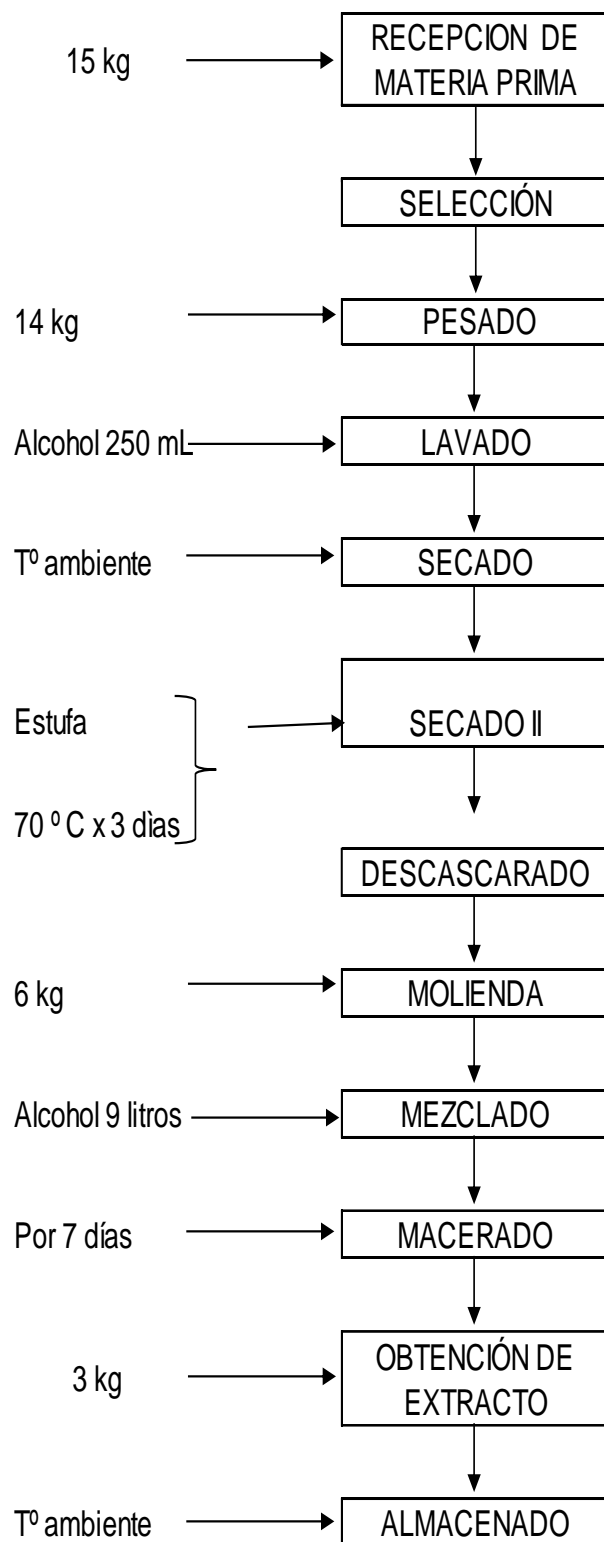 15 kg
RECEPCION DE
MATERIA PRIMA
SELECCIÓN
14 kg
PESADO
Alcohol 250 mL
LAVADO
Tº ambiente
SECADO
Estufa
SECADO II
70 º C x 3 dìas
DESCASCARADO
6 kg
MOLIENDA
Alcohol 9 litros
MEZCLADO
Por 7 días
MACERADO
3 kg
OBTENCIÓN DE
EXTRACTO
Tº ambiente
ALMACENADO